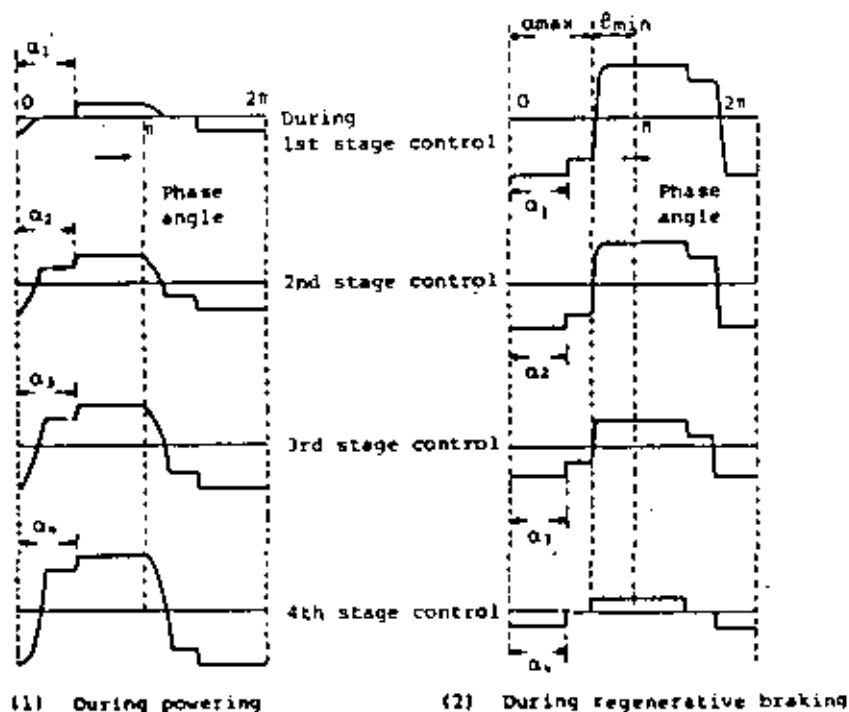 α₁
0
2π
π
Phase
angle
α₂
α₃
During
1st stage control
2nd stage control
3rd stage control
4th stage control
αmax
βmin
0
2π
π
α₁
Phase
angle
α₂
α₃
α₄
(1) During powering
(2) During regenerative braking